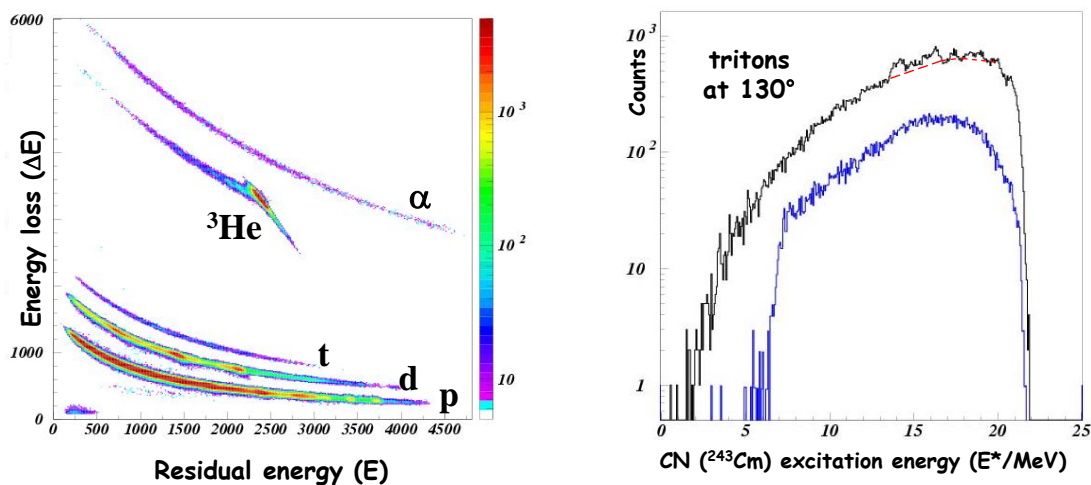 6000
Energy loss (ΔE)
1000
0
α
³He
t
d
p
10³
10²
10
0 500 1000 1500 2000 2500 3000 3500 4000 4500
Residual energy (E)
Counts
10³
10²
10
1
tritons
at 130°
0 5 10 15 20 25
CN (²⁴³Cm) excitation energy (E*/MeV)